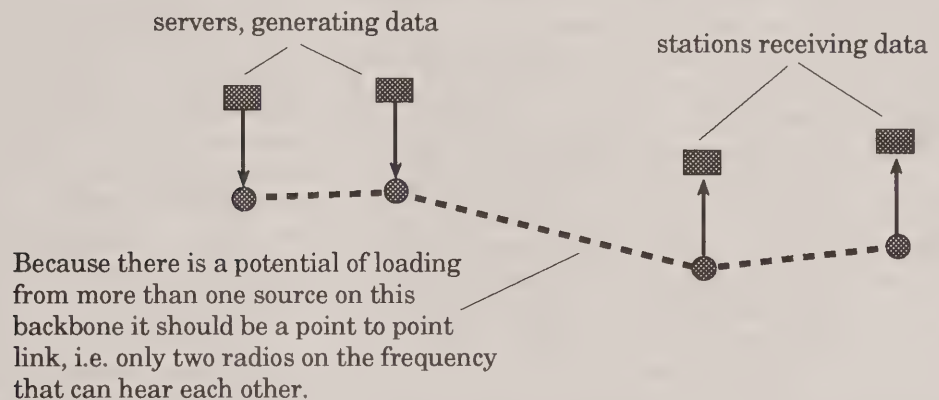 servers, generating data
stations receiving data
Because there is a potential of loading
from more than one source on this
backbone it should be a point to point
link, i.e. only two radios on the frequency
that can hear each other.